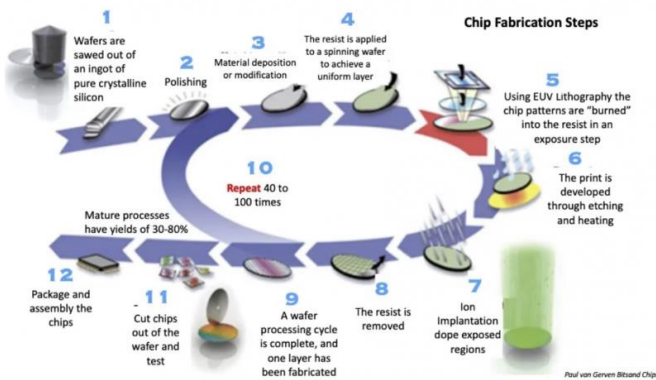 Chip Fabrication Steps
1
Wafers are
sawed out of
an ingot of
pure crystalline
silicon
2
Polishing
3
Material deposition
or modification
4
The resist is applied
to a spinning wafer
to achieve a
uniform layer
5
Using EUV Lithography the
chip patterns are "burned"
into the resist in an
exposure step
6
The print is
developed
through etching
and heating
7
Ion
Implantation
dope exposed
regions
8
The resist is
removed
9
A wafer
processing cycle
is complete, and
one layer has
been fabricated
10
Repeat 40 to
100 times
Mature processes
have yields of 30-80%
11
Cut chips
out of the
wafer and
test
12
Package and
assembly the
chips
Paul van Gerven Bitsand Chip